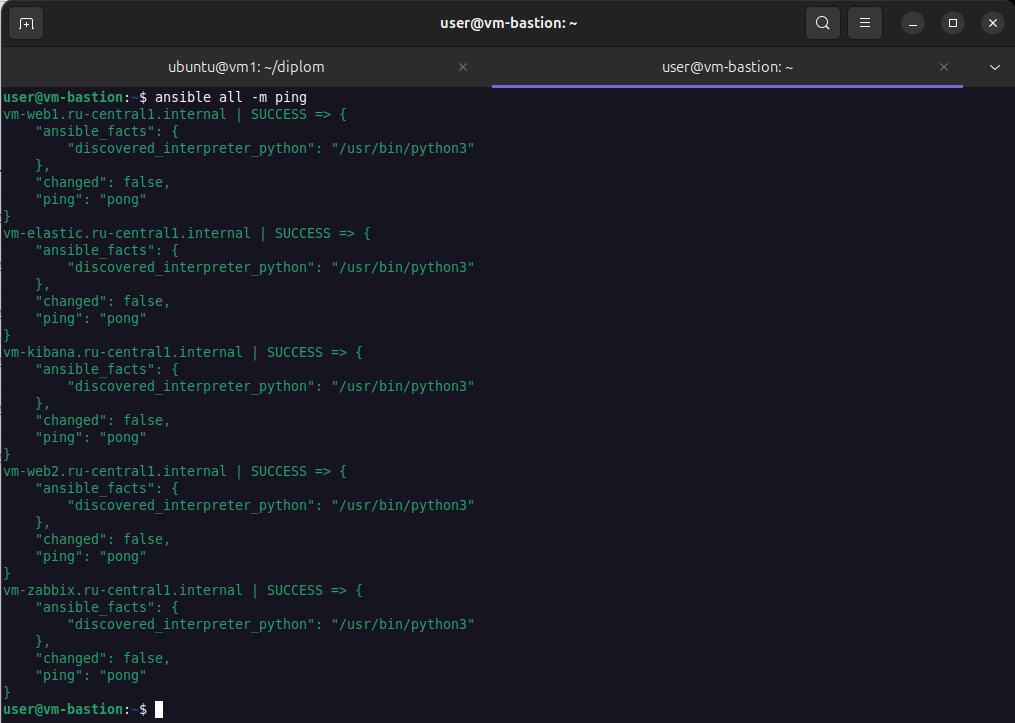 user@vm-bastion: ~
ubuntu@vm1: ~/diplom
user@vm-bastion: ~
user@vm-bastion:~$ ansible all -m ping
vm-web1.ru-central1.internal | SUCCESS => {
    "ansible_facts": {
        "discovered_interpreter_python": "/usr/bin/python3"
    },
    "changed": false,
    "ping": "pong"
}
vm-elastic.ru-central1.internal | SUCCESS => {
    "ansible_facts": {
        "discovered_interpreter_python": "/usr/bin/python3"
    },
    "changed": false,
    "ping": "pong"
}
vm-kibana.ru-central1.internal | SUCCESS => {
    "ansible_facts": {
        "discovered_interpreter_python": "/usr/bin/python3"
    },
    "changed": false,
    "ping": "pong"
}
vm-web2.ru-central1.internal | SUCCESS => {
    "ansible_facts": {
        "discovered_interpreter_python": "/usr/bin/python3"
    },
    "changed": false,
    "ping": "pong"
}
vm-zabbix.ru-central1.internal | SUCCESS => {
    "ansible_facts": {
        "discovered_interpreter_python": "/usr/bin/python3"
    },
    "changed": false,
    "ping": "pong"
}
user@vm-bastion:~$